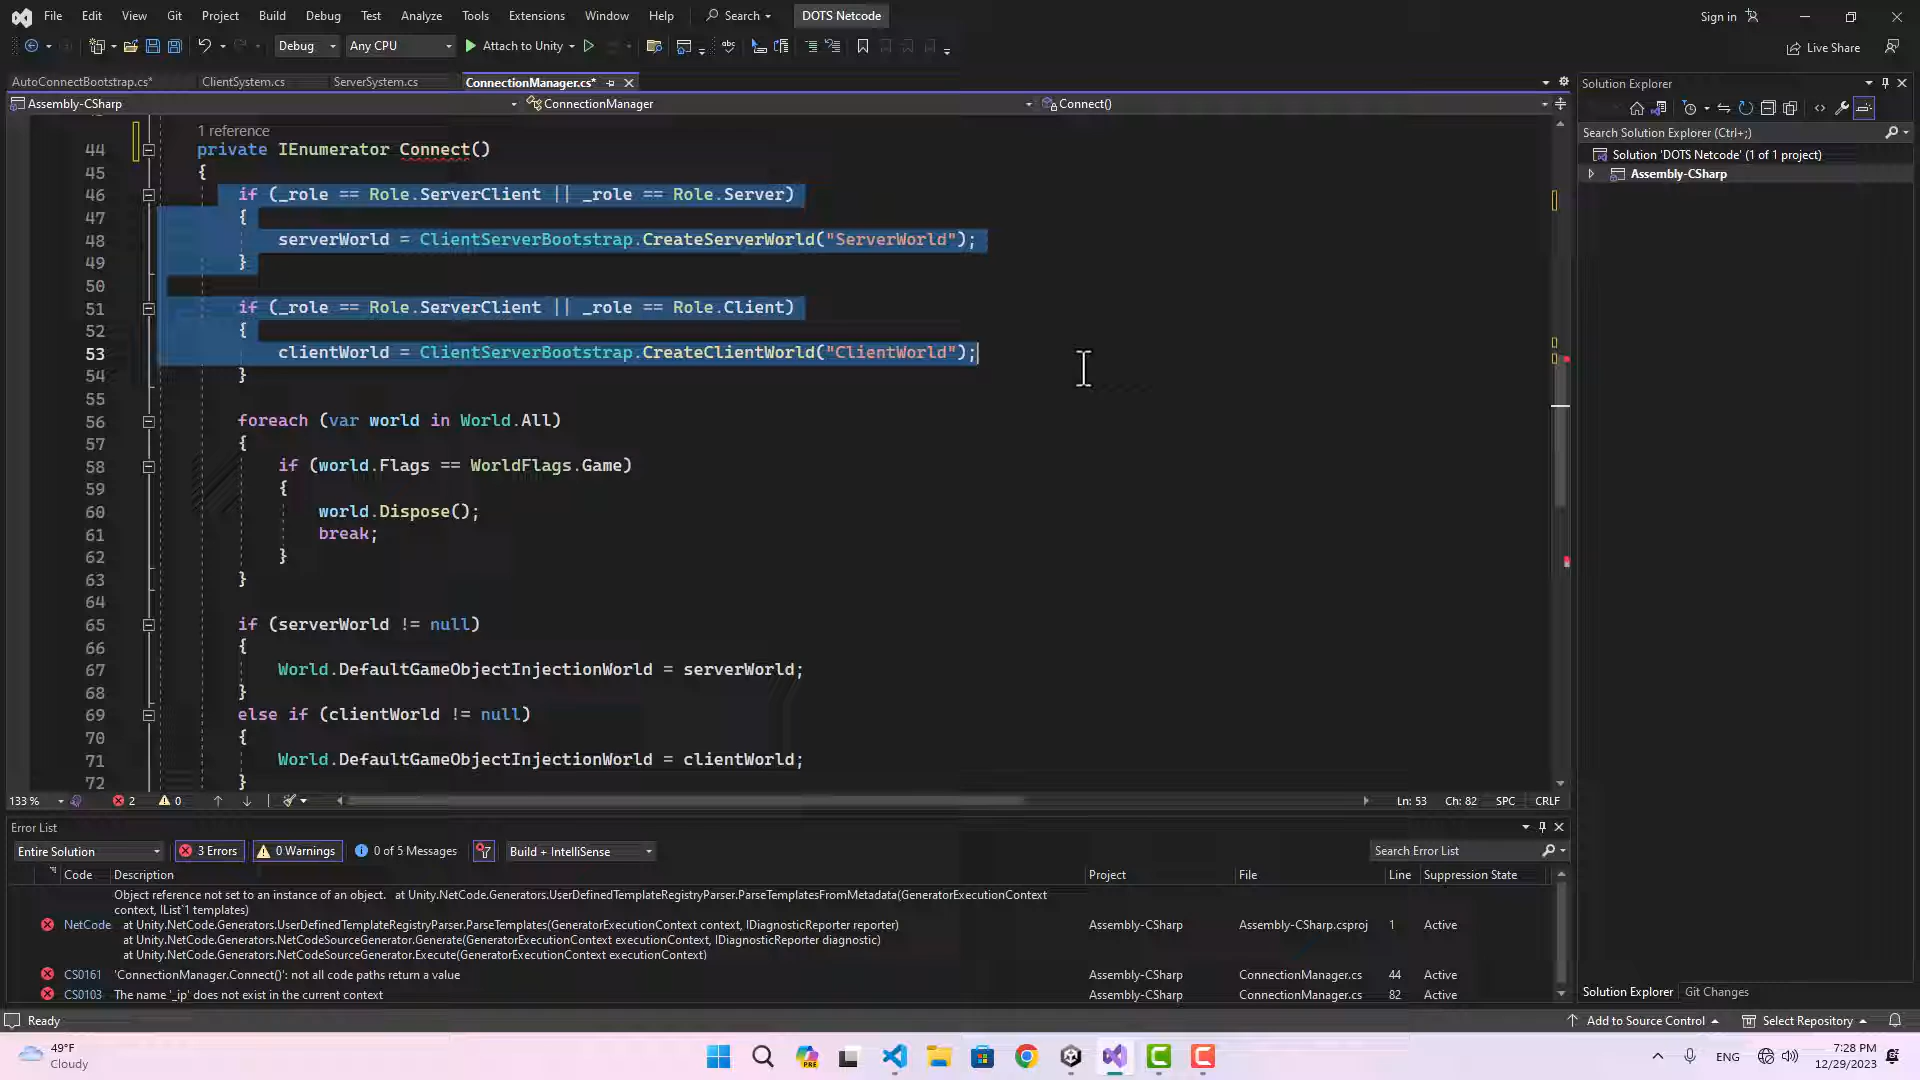 File Edit View Git Project Build Debug Test Analyze Tools Extensions Window Help Search DOTS Netcode Sign in
Debug Any CPU Attach to Unity Live Share
AutoConnectBootstrap.cs* ClientSystem.cs ServerSystem.cs ConnectionManager.cs*
Assembly-CSharp ConnectionManager Connect()
1 reference
44 private IEnumerator Connect()
45 {
46 if (_role == Role.ServerClient || _role == Role.Server)
47 {
48 serverWorld = ClientServerBootstrap.CreateServerWorld("ServerWorld");
49 }
50
51 if (_role == Role.ServerClient || _role == Role.Client)
52 {
53 clientWorld = ClientServerBootstrap.CreateClientWorld("ClientWorld");
54 }
55
56 foreach (var world in World.All)
57 {
58 if (world.Flags == WorldFlags.Game)
59 {
60 world.Dispose();
61 break;
62 }
63 }
64
65 if (serverWorld != null)
66 {
67 World.DefaultGameObjectInjectionWorld = serverWorld;
68 }
69 else if (clientWorld != null)
70 {
71 World.DefaultGameObjectInjectionWorld = clientWorld;
72 }
133 % 2 0 Ln: 53 Ch: 82 SPC CRLF
Error List
Entire Solution 3 Errors 0 Warnings 0 of 5 Messages Build + IntelliSense Search Error List
Code Description Project File Line Suppression State
Object reference not set to an instance of an object. at Unity.NetCode.Generators.UserDefinedTemplateRegistryParser.ParseTemplatesFromMetadata(GeneratorExecutionContext
context, IList`1 templates)
NetCode at Unity.NetCode.Generators.UserDefinedTemplateRegistryParser.ParseTemplates(GeneratorExecutionContext context, IDiagnosticReporter reporter) Assembly-CSharp Assembly-CSharp.csproj 1 Active
at Unity.NetCode.Generators.NetCodeSourceGenerator.Generate(GeneratorExecutionContext executionContext, IDiagnosticReporter diagnostic)
at Unity.NetCode.Generators.NetCodeSourceGenerator.Execute(GeneratorExecutionContext executionContext)
CS0161 'ConnectionManager.Connect()': not all code paths return a value Assembly-CSharp ConnectionManager.cs 44 Active
CS0103 The name '_ip' does not exist in the current context Assembly-CSharp ConnectionManager.cs 82 Active
Solution Explorer
Search Solution Explorer (Ctrl+;)
Solution 'DOTS Netcode' (1 of 1 project)
Assembly-CSharp
Solution Explorer Git Changes
Ready Add to Source Control Select Repository
49°F
Cloudy
PRE
ENG
7:28 PM
12/29/2023